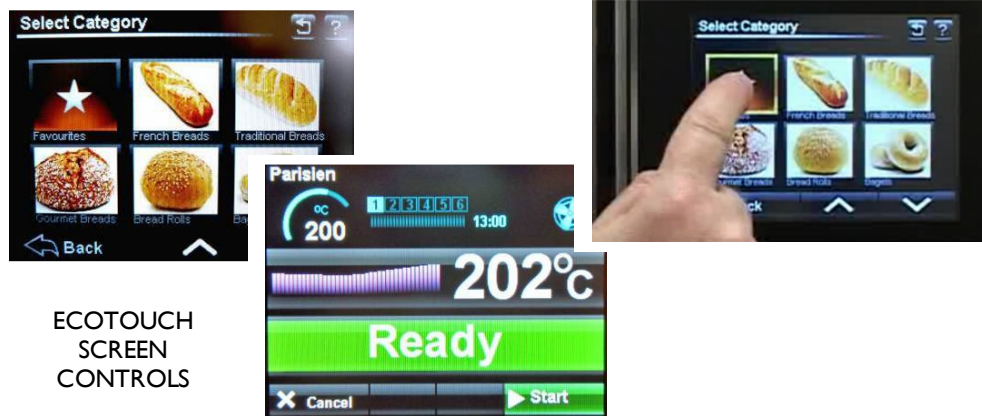 Select Category
?
Favourites
French Breads
Traditional Breads
Gourmet Breads
Bread Rolls
Back
Parisien
°C
200
1 2 3 4 5 6
13:00
202°C
Ready
Cancel
Start
Select Category
?
French Breads
Traditional Breads
Bread Rolls
Bagels
ECOTOUCH
SCREEN
CONTROLS